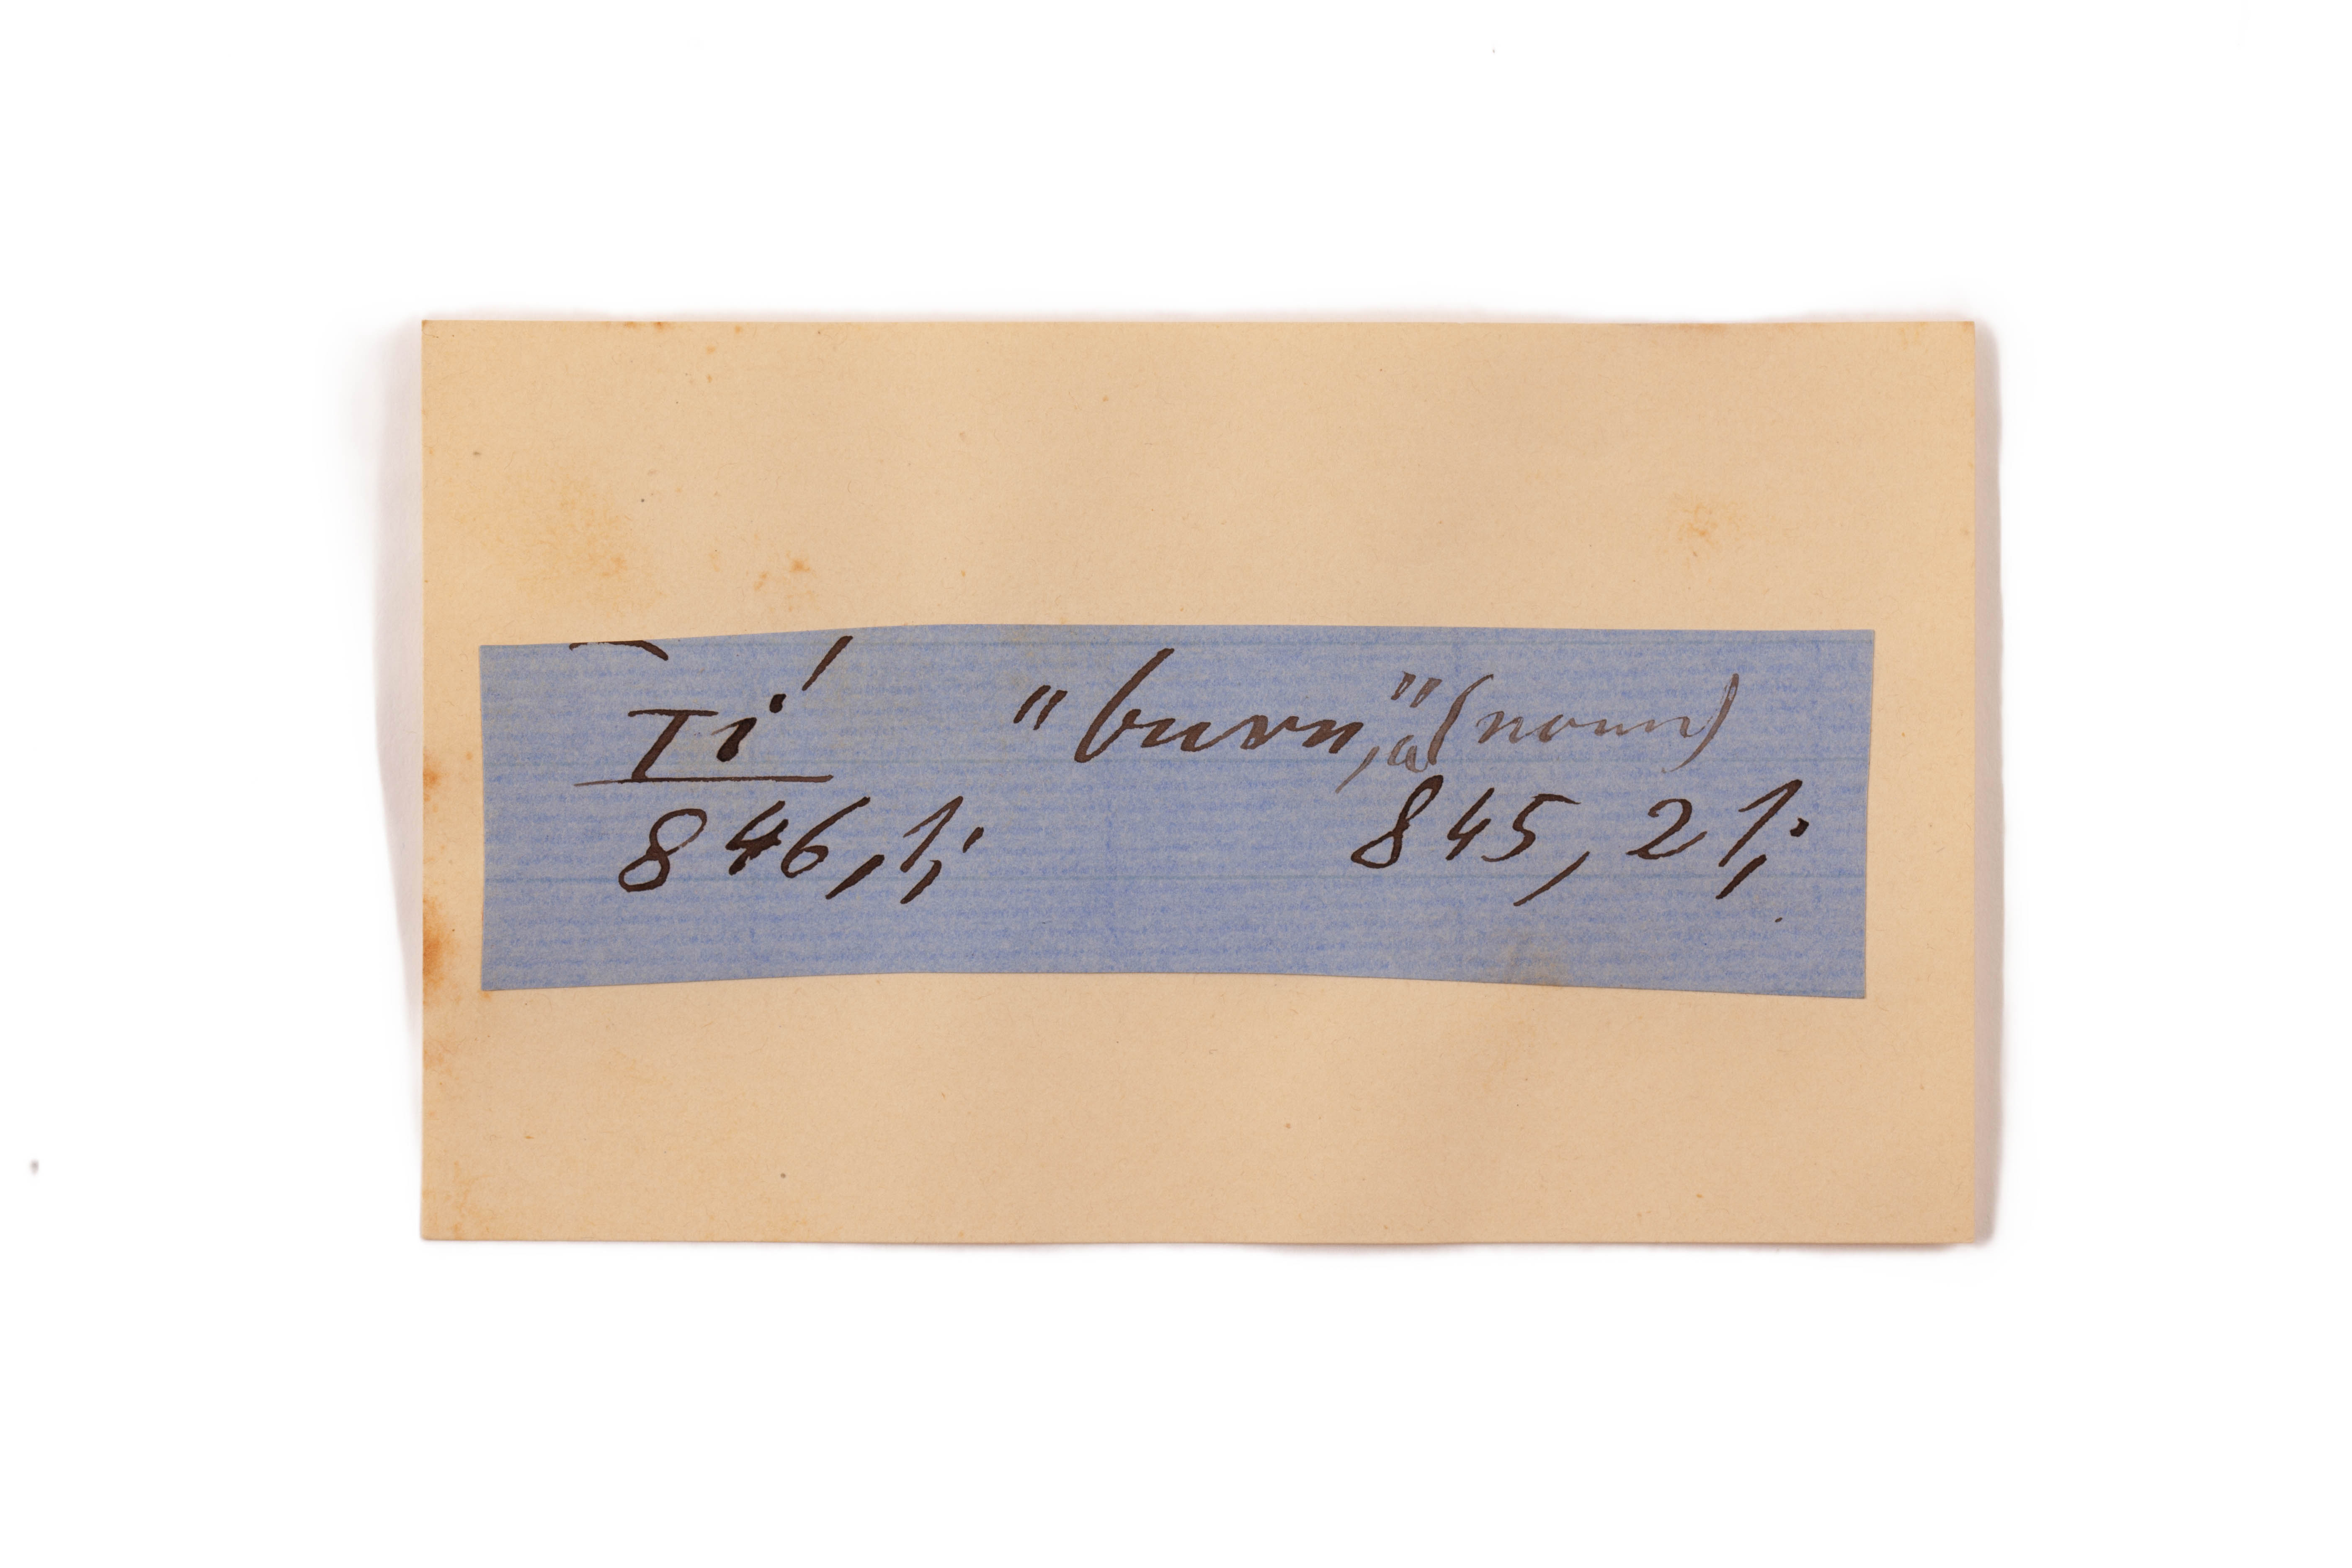 Ti' "burn, a" (noun)
846,1; 845, 21;